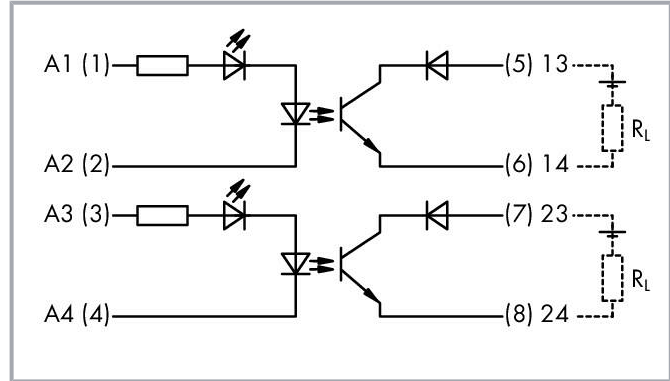 A1 (1) (5) 13
R_L
A2 (2) (6) 14
A3 (3) (7) 23
R_L
A4 (4) (8) 24